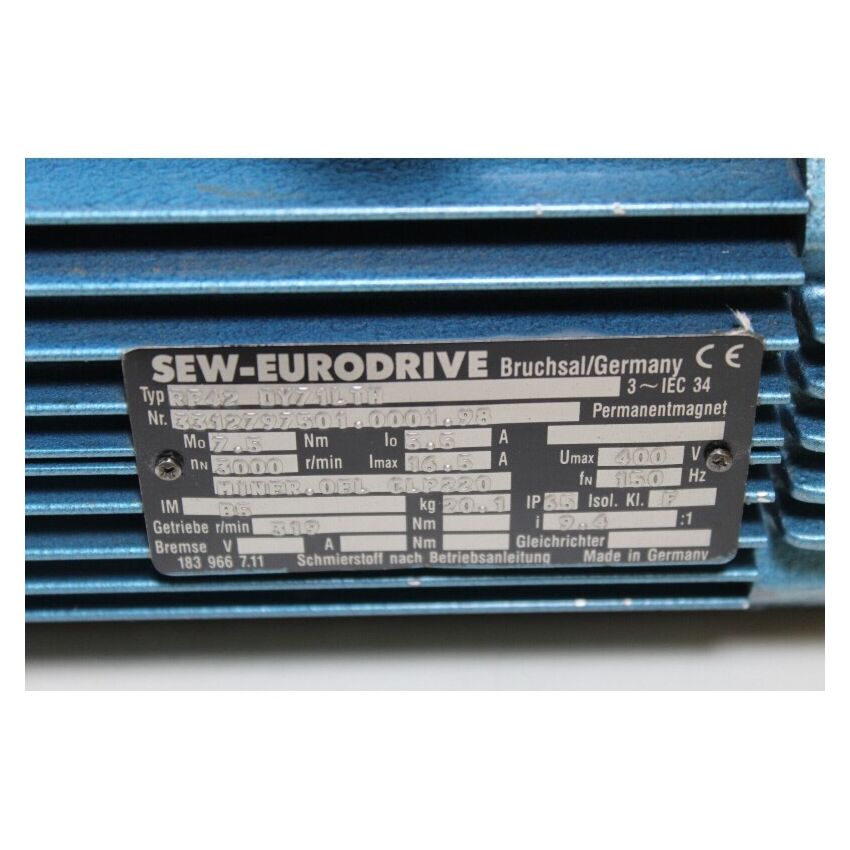 SEW-EURODRIVE Bruchsal/Germany CE
Typ RF42 DY71LTH 3~IEC 34
Nr. 3312797501.0001.98 Permanentmagnet
Mo 7.5 Nm Io 5.5 A
nN 3000 r/min Imax 16.5 A Umax 400 V
MINER.OEL CLP220 fN 150 Hz
IM B5 kg 20.1 IP 65 Isol. Kl. F
Getriebe r/min 319 Nm i 9.4 :1
Bremse V A Nm Gleichrichter
183 966 7.11 Schmierstoff nach Betriebsanleitung Made in Germany